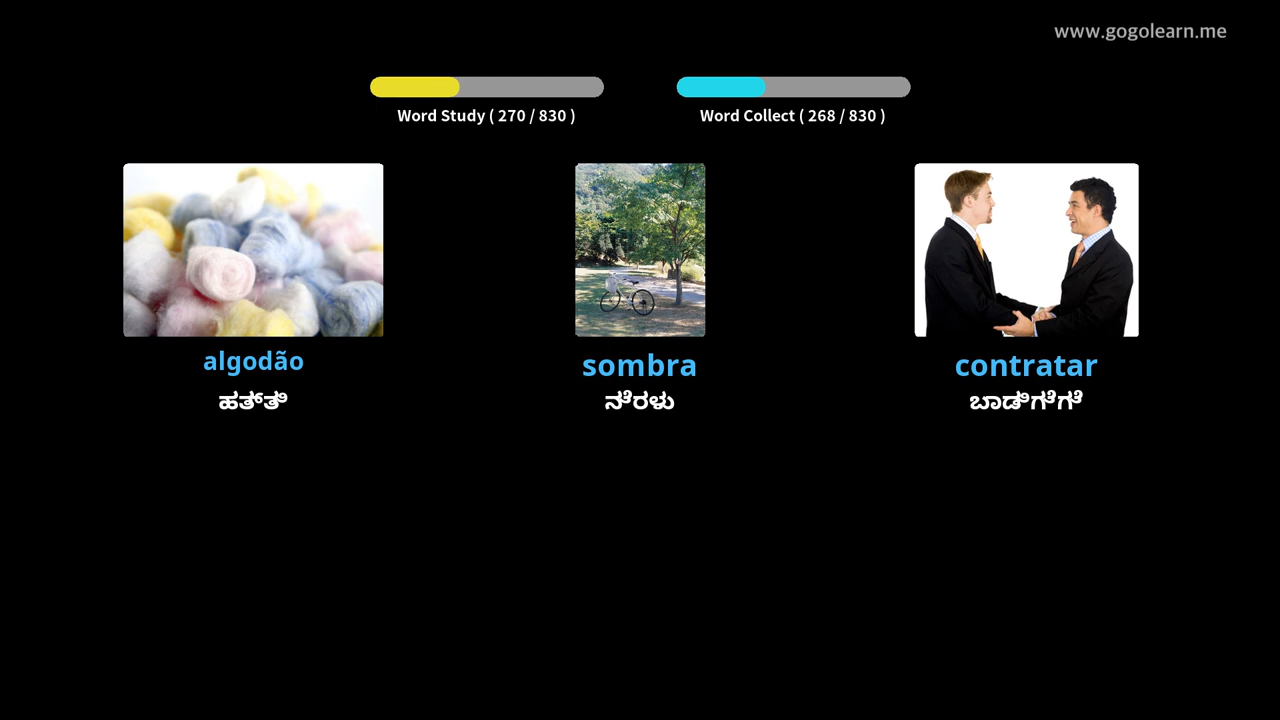 www.gogolearn.me
Word Study ( 270 / 830 )
Word Collect ( 268 / 830 )
algodão
sombra
contratar
ಹತ್ತಿ
ನೆರಳು
ಬಾಡಿಗೆಗೆ